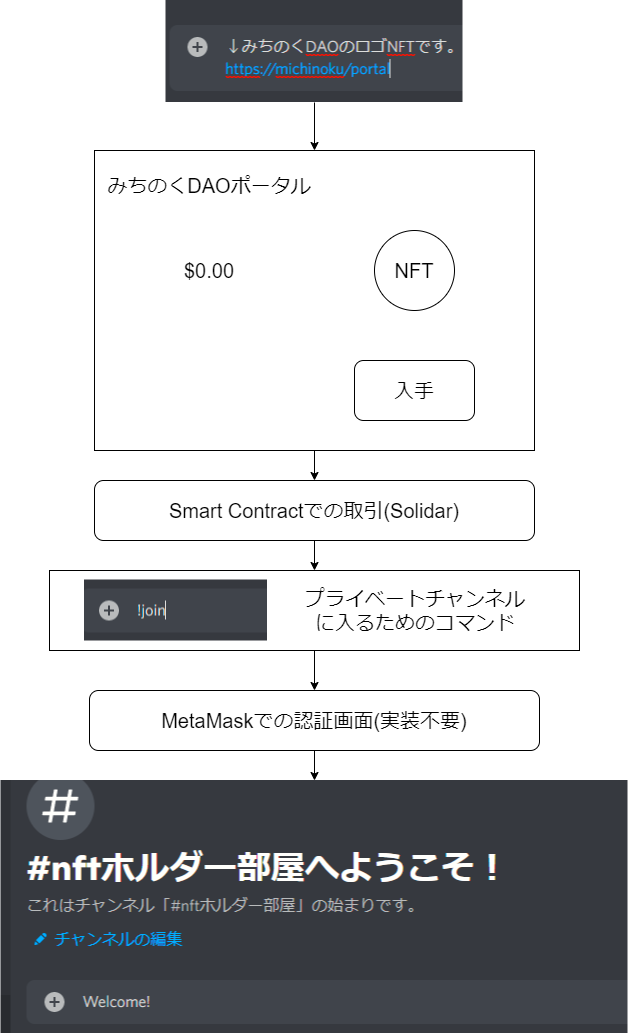 ↓みちのくDAOのロゴNFTです。
https://michinoku/portal
みちのくDAOポータル
$0.00
NFT
入手
Smart Contractでの取引(Solidar)
!join
プライベートチャンネル
に入るためのコマンド
MetaMaskでの認証画面(実装不要)
#
#nftホルダー部屋へようこそ！
これはチャンネル「#nftホルダー部屋」の始まりです。
チャンネルの編集
Welcome!